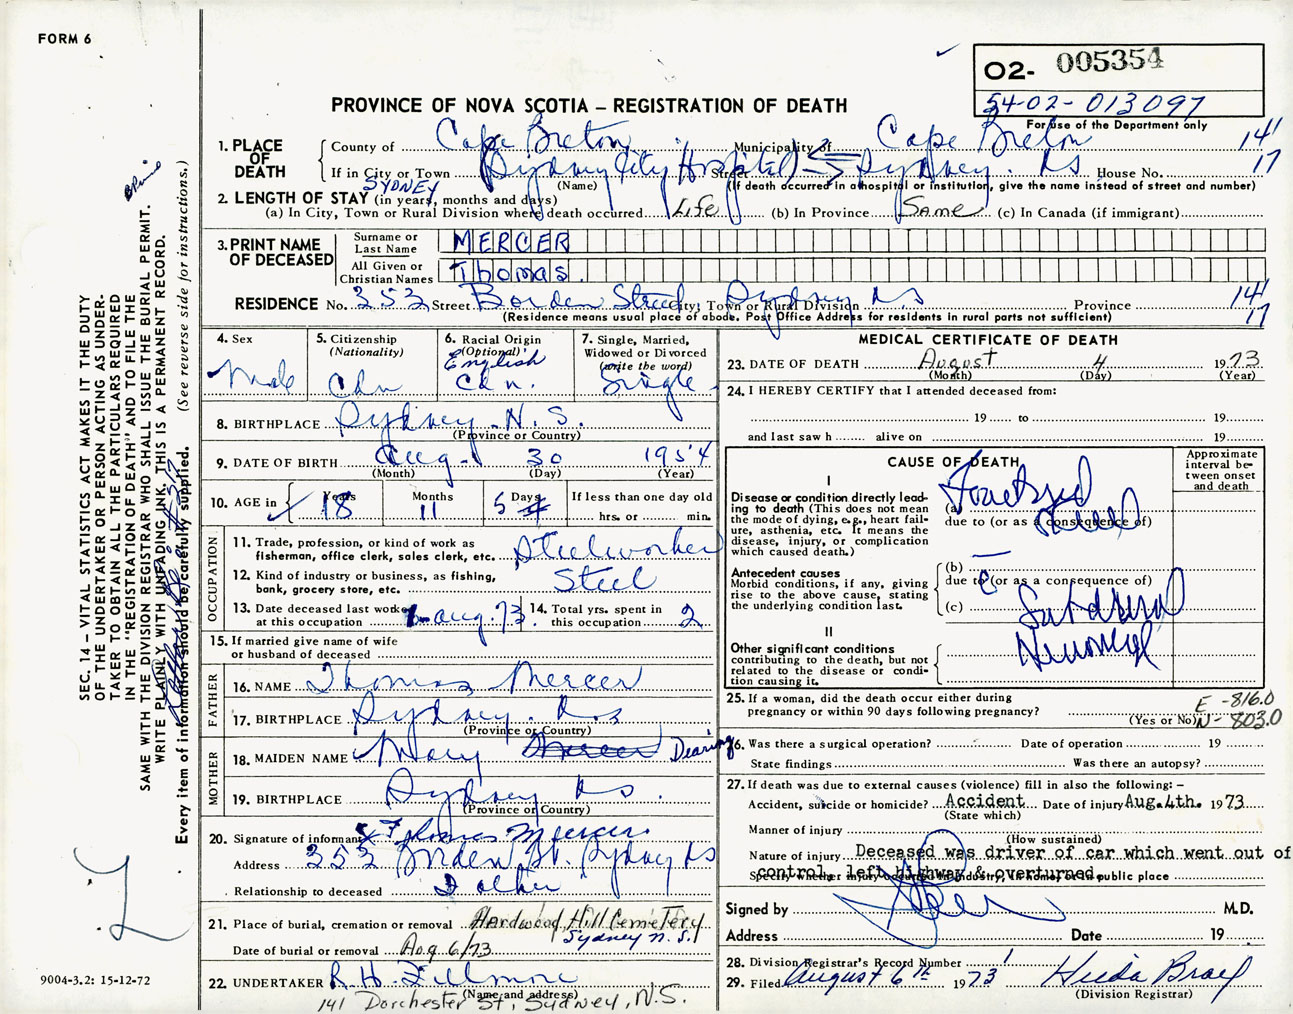 FORM 6
02- 005354
54-02-013097
For use of the Department only
PROVINCE OF NOVA SCOTIA – REGISTRATION OF DEATH
1. PLACE OF DEATH
County of Cape Breton Municipality of Cape Breton 14
If in City or Town Sydney City Hospital Street Sydney. NS House No. 17
SYDNEY (Name) (If death occurred in a hospital or institution, give the name instead of street and number)
2. LENGTH OF STAY (in years, months and days)
(a) In City, Town or Rural Division where death occurred Life (b) In Province Same (c) In Canada (if immigrant)
3. PRINT NAME OF DECEASED
Surname or Last Name MERCER
All Given or Christian Names Thomas.
RESIDENCE No. 353 Street Borden Street City; Town or Rural Division Sydney NS Province 14
(Residence means usual place of abode. Post Office Address for residents in rural parts not sufficient) 17
4. Sex Male
5. Citizenship (Nationality) Cdn
6. Racial Origin (Optional) English Cdn.
7. Single, Married, Widowed or Divorced (write the word) Single
8. BIRTHPLACE Sydney. N.S.
(Province or Country)
9. DATE OF BIRTH Aug. 30 1954
(Month) (Day) (Year)
10. AGE in Years 18 Months 11 Days 5 4 If less than one day old
hrs. or min.
OCCUPATION
11. Trade, profession, or kind of work as fisherman, office clerk, sales clerk, etc. Steelworker
12. Kind of industry or business, as fishing, bank, grocery store, etc. Steel
13. Date deceased last worked at this occupation 1 Aug. 73. 14. Total yrs. spent in this occupation 2
15. If married give name of wife or husband of deceased
FATHER
16. NAME Thomas Mercer
17. BIRTHPLACE Sydney. N.S
(Province or Country)
MOTHER
18. MAIDEN NAME Mary Mercer Dearing
19. BIRTHPLACE Sydney NS.
(Province or Country)
20. Signature of informant x Thomas Mercer
Address 353 Borden St. Sydney NS
Relationship to deceased Father
21. Place of burial, cremation or removal Hardwood Hill Cemetery
Sydney N.S.
Date of burial or removal Aug 6/73
22. UNDERTAKER R.H. Fillmore
(Name and address)
141 Dorchester St, Sydney, N.S.
MEDICAL CERTIFICATE OF DEATH
23. DATE OF DEATH August 4 1973
(Month) (Day) (Year)
24. I HEREBY CERTIFY that I attended deceased from:
19 to 19
and last saw h alive on 19
CAUSE OF DEATH
Approximate interval between onset and death
I
Disease or condition directly leading to death (This does not mean the mode of dying, e.g., heart failure, asthenia, etc. It means the disease, injury, or complication which caused death.)
(a) Fractured Skull
due to (or as a consequence of)
Antecedent causes
Morbid conditions, if any, giving rise to the above cause, stating the underlying condition last.
(b)
due to (or as a consequence of)
(c) Subdural
II
Other significant conditions contributing to the death, but not related to the disease or condition causing it.
25. If a woman, did the death occur either during pregnancy or within 90 days following pregnancy?
(Yes or No)
E -816.0
N- 803.0
26. Was there a surgical operation? Date of operation 19
State findings Was there an autopsy?
27. If death was due to external causes (violence) fill in also the following: –
Accident, suicide or homicide? Accident Date of injury Aug.4th. 1973
(State which)
Manner of injury
(How sustained)
Nature of injury Deceased was driver of car which went out of
control, left highway & overturned.
Specify whether injury occurred in industry, in home, or in public place
Signed by M.D.
Address Date 19
28. Division Registrar's Record Number
29. Filed August 6th 1973
(Division Registrar)
SEC. 14 – VITAL STATISTICS ACT MAKES IT THE DUTY
OF THE UNDERTAKER OR PERSON ACTING AS UNDER-
TAKER TO OBTAIN ALL THE PARTICULARS REQUIRED
IN THE "REGISTRATION OF DEATH" AND TO FILE THE
SAME WITH THE DIVISION REGISTRAR WHO SHALL ISSUE THE BURIAL PERMIT.
WRITE PLAINLY WITH UNFADING INK. THIS IS A PERMANENT RECORD.
Every item of information should be carefully supplied. (See reverse side for instructions.)
9004-3.2: 15-12-72